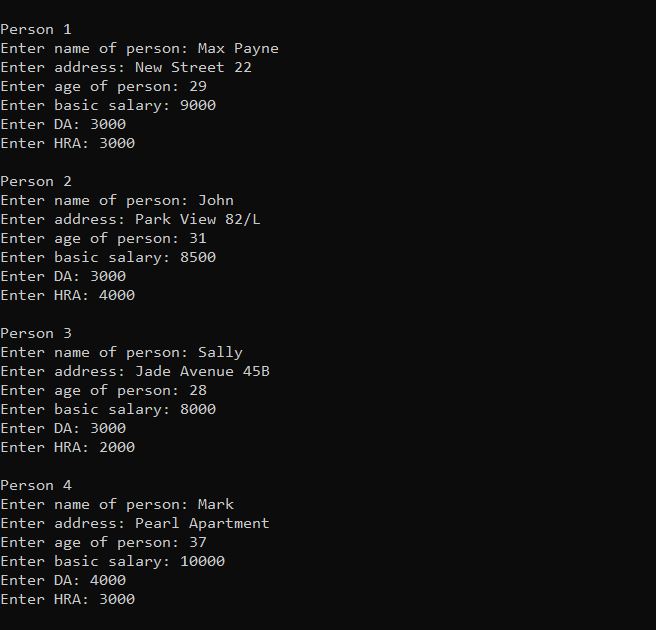 Person 1
Enter name of person: Max Payne
Enter address: New Street 22
Enter age of person: 29
Enter basic salary: 9000
Enter DA: 3000
Enter HRA: 3000
Person 2
Enter name of person: John
Enter address: Park View 82/L
Enter age of person: 31
Enter basic salary: 8500
Enter DA: 3000
Enter HRA: 4000
Person 3
Enter name of person: Sally
Enter address: Jade Avenue 45B
Enter age of person: 28
Enter basic salary: 8000
Enter DA: 3000
Enter HRA: 2000
Person 4
Enter name of person: Mark
Enter address: Pearl Apartment
Enter age of person: 37
Enter basic salary: 10000
Enter DA: 4000
Enter HRA: 3000